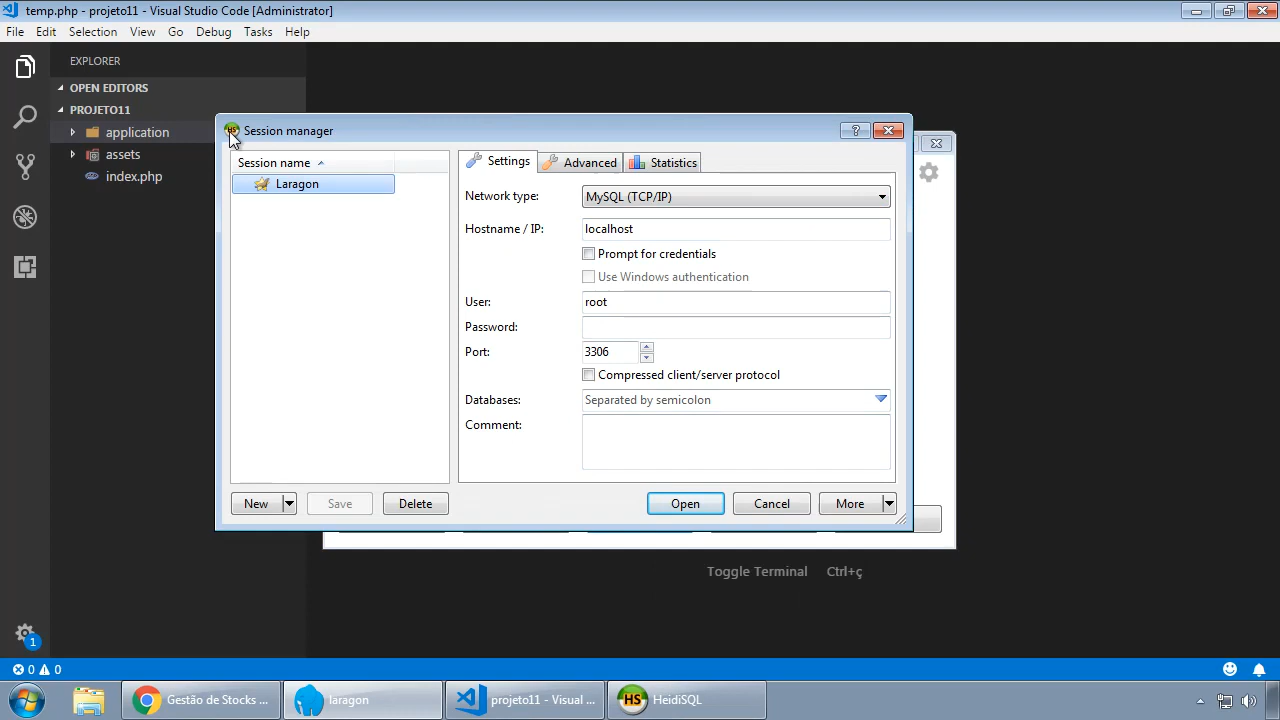 temp.php - projeto11 - Visual Studio Code [Administrator]
File Edit Selection View Go Debug Tasks Help
EXPLORER
OPEN EDITORS
PROJETO11
application
assets
index.php
HS Session manager
Session name
Laragon
Settings Advanced Statistics
Network type: MySQL (TCP/IP)
Hostname / IP: localhost
Prompt for credentials
Use Windows authentication
User: root
Password:
Port: 3306
Compressed client/server protocol
Databases: Separated by semicolon
Comment:
New Save Delete Open Cancel More
Toggle Terminal Ctrl+ç
1
0 0
Gestão de Stocks ... laragon projeto11 - Visual ... HS HeidiSQL